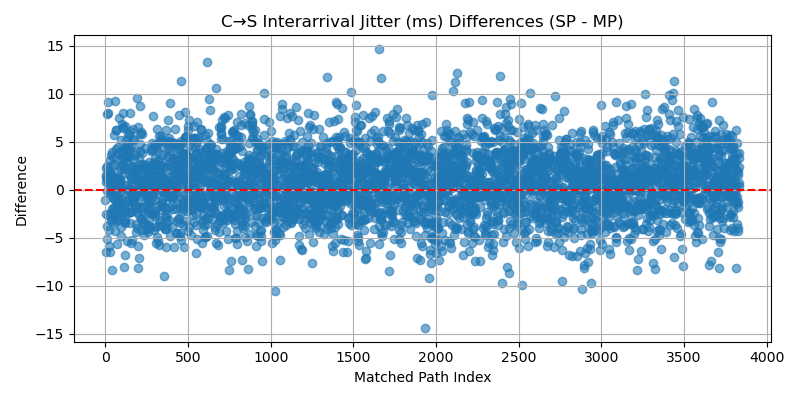 C→S Interarrival Jitter (ms) Differences (SP - MP)
15
10
5
0
−5
−10
−15
Difference
0 500 1000 1500 2000 2500 3000 3500 4000
Matched Path Index